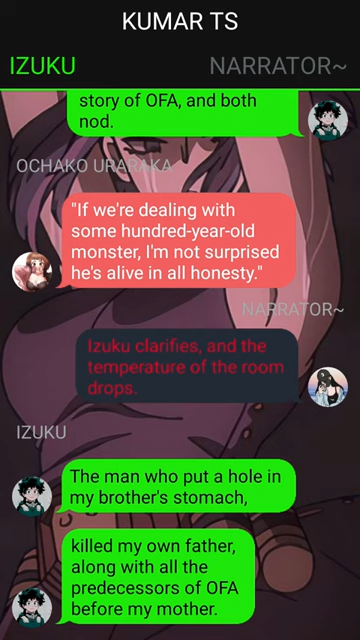 KUMAR TS
IZUKU
NARRATOR~
story of OFA, and both
nod.
OCHAKO URARAKA
"If we're dealing with
some hundred-year-old
monster, I'm not surprised
he's alive in all honesty."
NARRATOR~
Izuku clarifies, and the
temperature of the room
drops.
IZUKU
The man who put a hole in
my brother's stomach,
killed my own father,
along with all the
predecessors of OFA
before my mother.